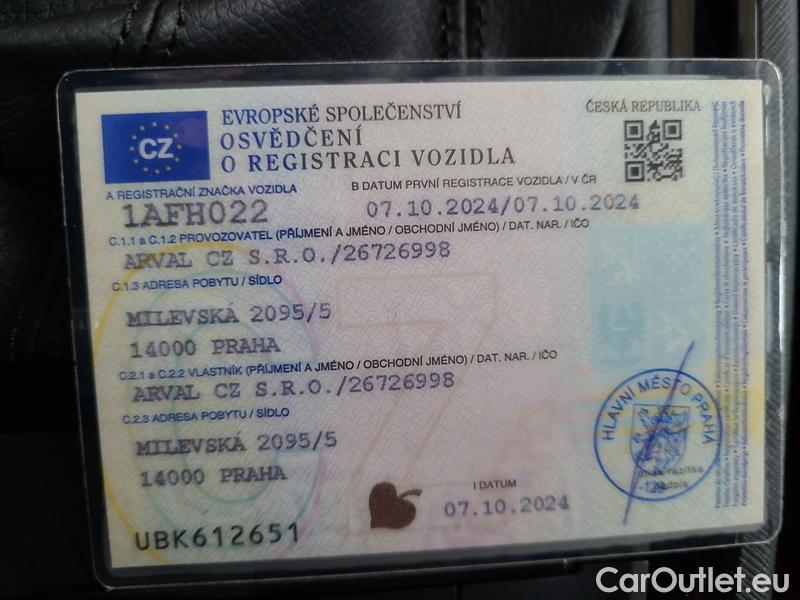 CZ
EVROPSKÉ SPOLEČENSTVÍ
OSVĚDČENÍ
O REGISTRACI VOZIDLA
ČESKÁ REPUBLIKA
A REGISTRAČNÍ ZNAČKA VOZIDLA
B DATUM PRVNÍ REGISTRACE VOZIDLA / V ČR
1AFH022
07.10.2024/07.10.2024
C.1.1 a C.1.2 PROVOZOVATEL (PŘÍJMENÍ A JMÉNO / OBCHODNÍ JMÉNO) / DAT. NAR. / IČO
ARVAL CZ S.R.O./26726998
C.1.3 ADRESA POBYTU / SÍDLO
MILEVSKÁ 2095/5
14000 PRAHA
C.2.1 a C.2.2 VLASTNÍK (PŘÍJMENÍ A JMÉNO / OBCHODNÍ JMÉNO) / DAT. NAR. / IČO
ARVAL CZ S.R.O./26726998
C.2.3 ADRESA POBYTU / SÍDLO
MILEVSKÁ 2095/5
14000 PRAHA
HLAVNÍ MĚSTO PRAHA
otisk razítka
podpis
I DATUM
07.10.2024
UBK612651
CarOutlet.eu